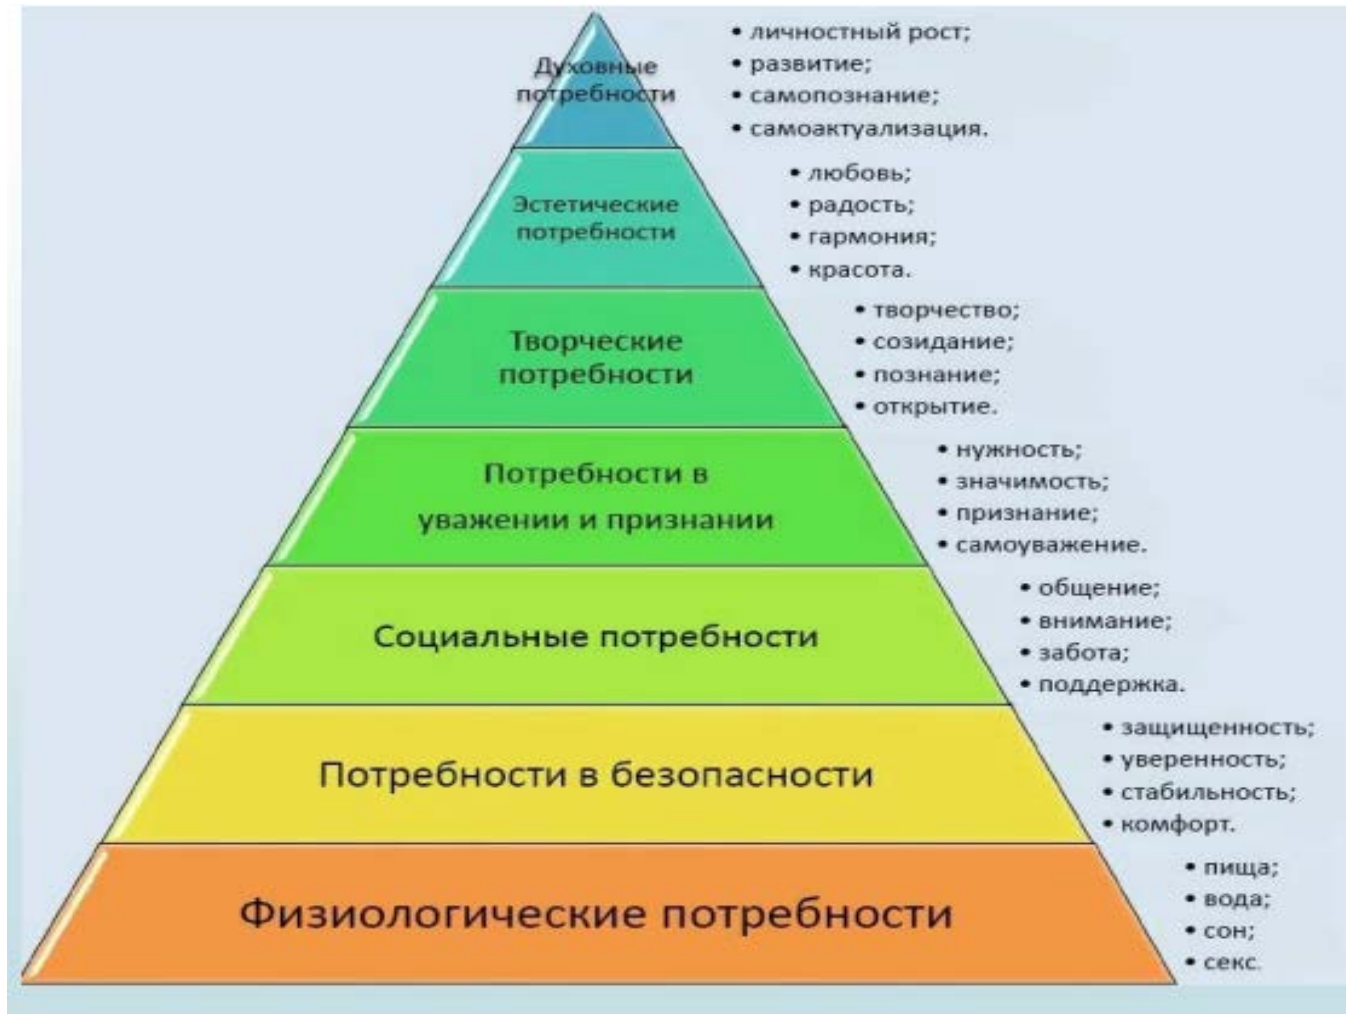 Духовные
потребности
• личностный рост;
• развитие;
• самопознание;
• самоактуализация.
Эстетические
потребности
• любовь;
• радость;
• гармония;
• красота.
Творческие
потребности
• творчество;
• созидание;
• познание;
• открытие.
Потребности в
уважении и признании
• нужность;
• значимость;
• признание;
• самоуважение.
Социальные потребности
• общение;
• внимание;
• забота;
• поддержка.
Потребности в безопасности
• защищенность;
• уверенность;
• стабильность;
• комфорт.
Физиологические потребности
• пища;
• вода;
• сон;
• секс.